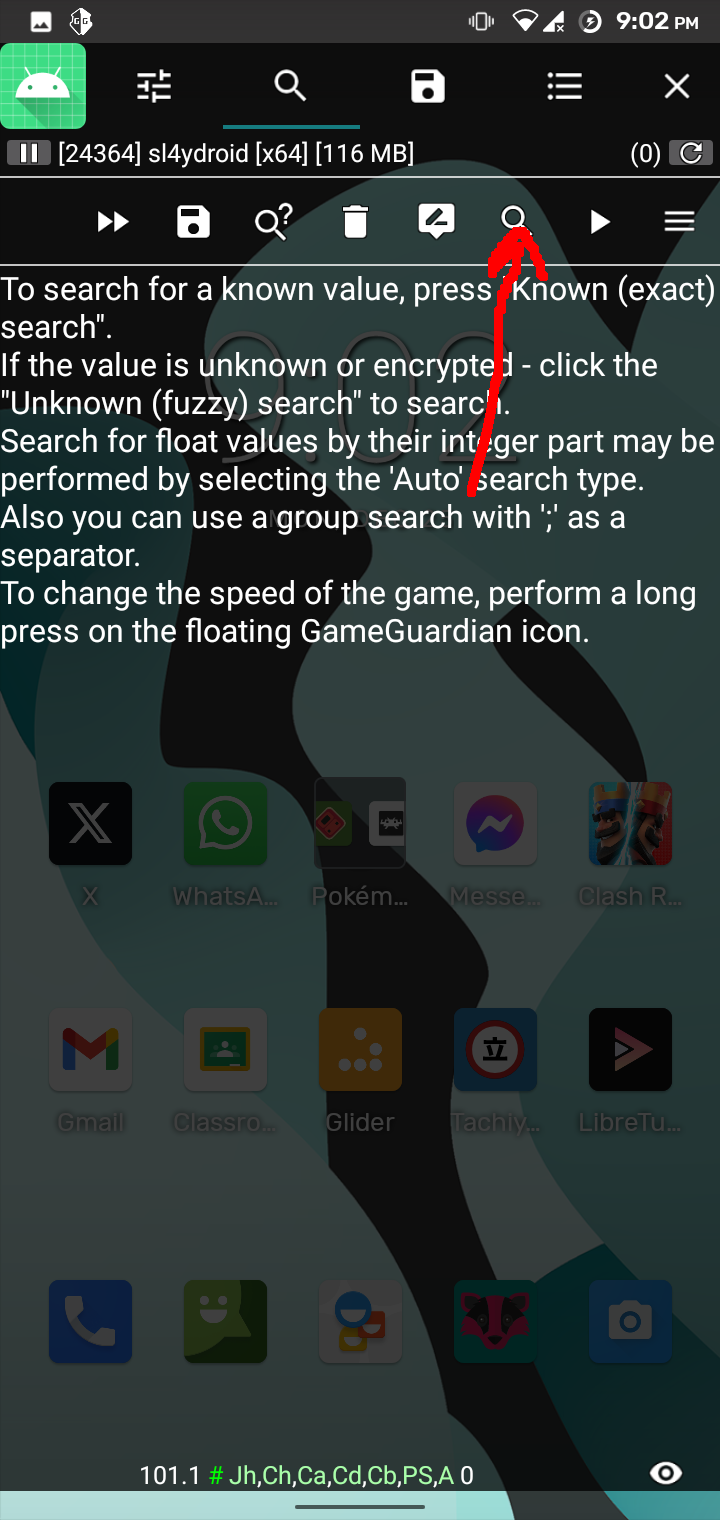 9:02 PM
[24364] sl4ydroid [x64] [116 MB] (0)
To search for a known value, press "Known (exact)
search".
If the value is unknown or encrypted - click the
"Unknown (fuzzy) search" to search.
Search for float values by their integer part may be
performed by selecting the 'Auto' search type.
Also you can use a group search with ';' as a
separator.
To change the speed of the game, perform a long
press on the floating GameGuardian icon.
9:02
X WhatsA... Pokém... Messe... Clash R...
Gmail Classro... Glider Tachiy... LibreTu...
101.1 # Jh,Ch,Ca,Cd,Cb,PS,A 0